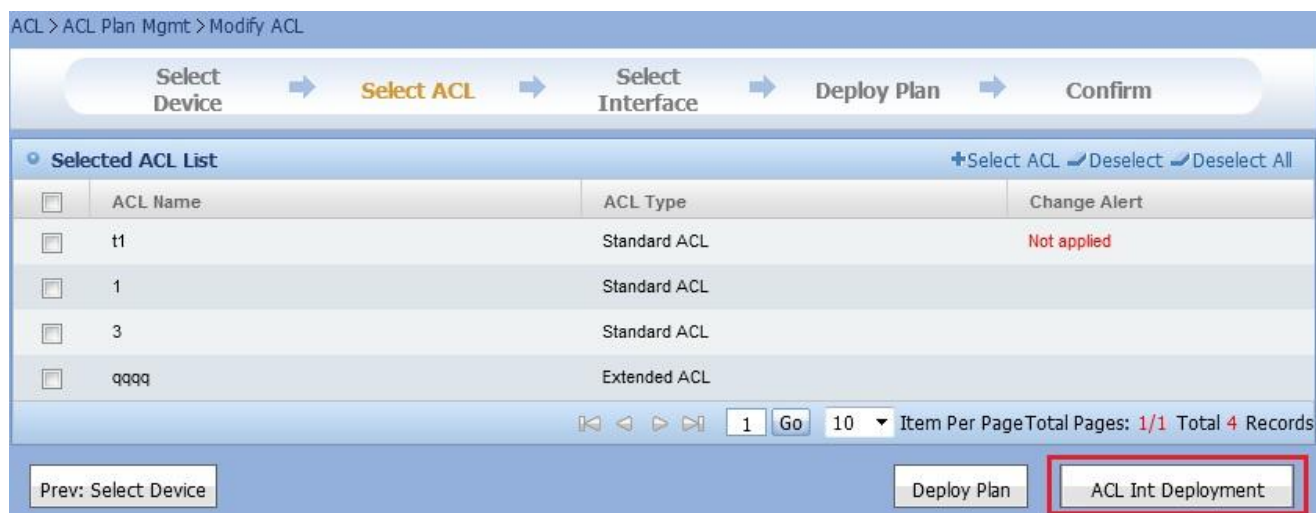 ACL > ACL Plan Mgmt > Modify ACL
Select Device
Select ACL
Select Interface
Deploy Plan
Confirm
Selected ACL List +Select ACL Deselect Deselect All
ACL Name ACL Type Change Alert
t1 Standard ACL Not applied
1 Standard ACL
3 Standard ACL
qqqq Extended ACL
1 Go 10 Item Per Page Total Pages: 1/1 Total 4 Records
Prev: Select Device Deploy Plan ACL Int Deployment